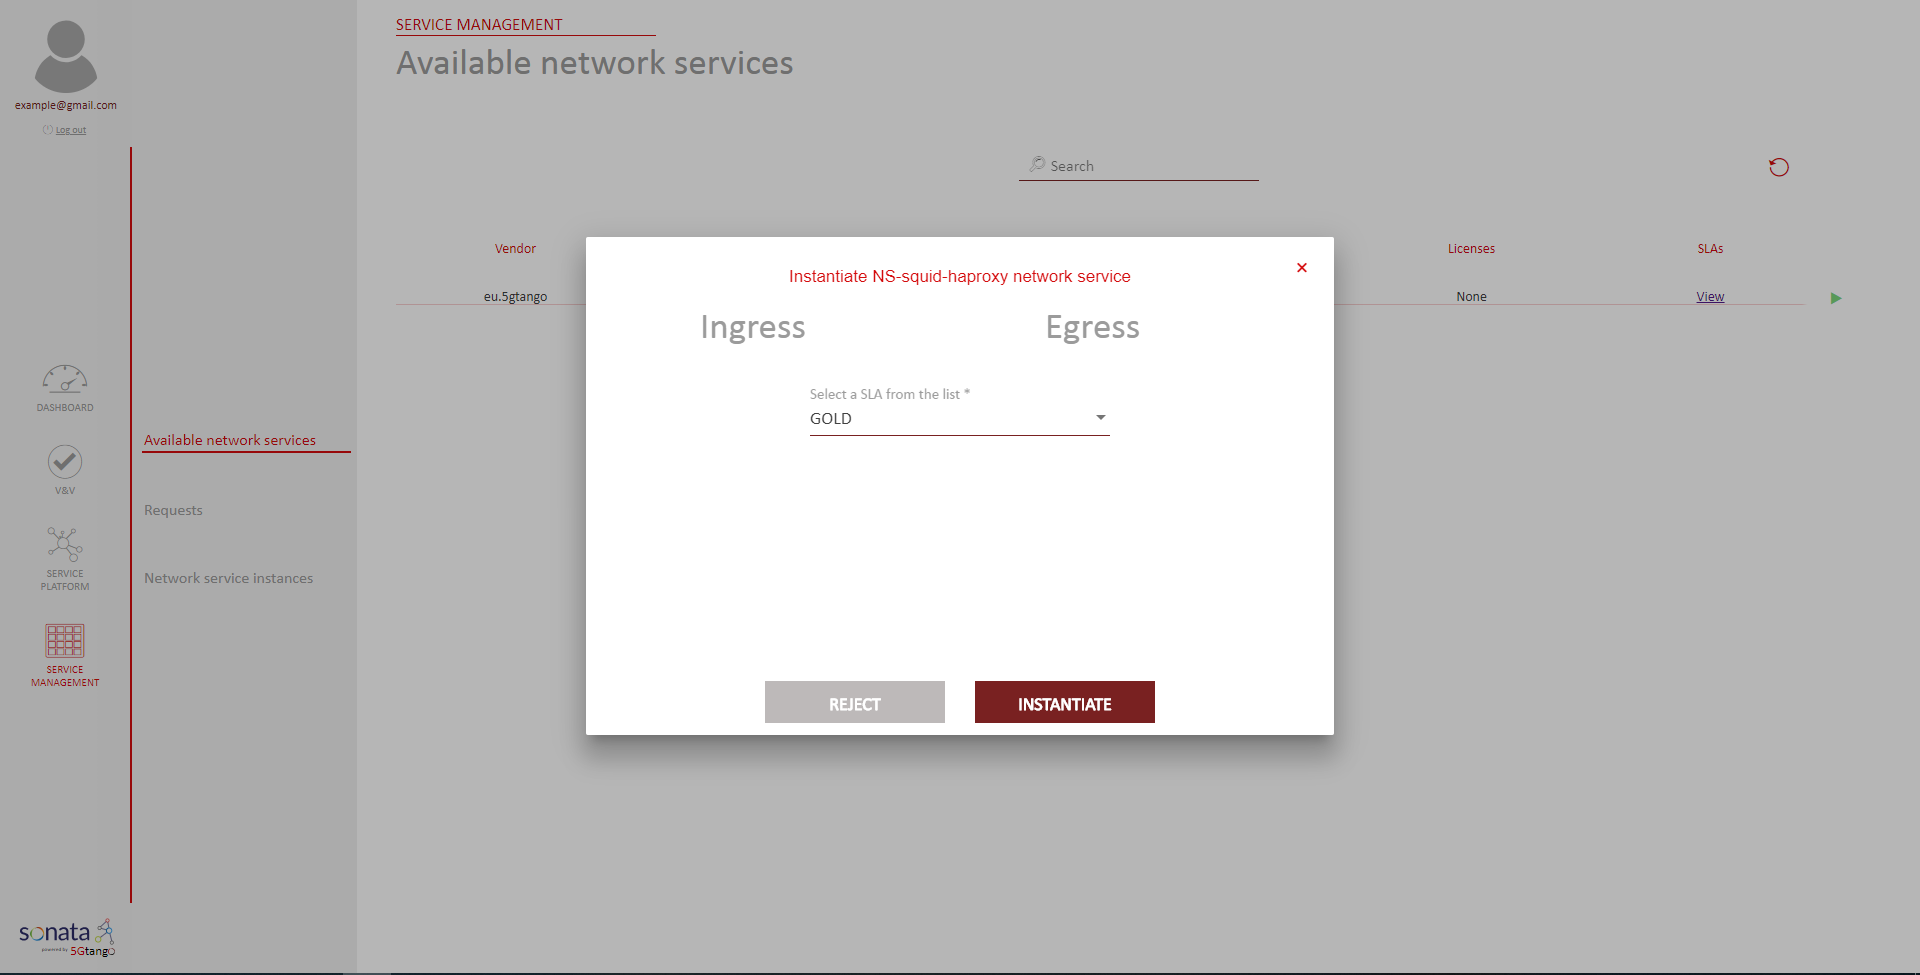 example@gmail.com
Log out
DASHBOARD
V&V
SERVICE
PLATFORM
SERVICE
MANAGEMENT
sonata
powered by 5Gtango
Available network services
Requests
Network service instances
SERVICE MANAGEMENT
Available network services
Search
Vendor
Licenses
SLAs
eu.5gtango
None
View
Instantiate NS-squid-haproxy network service
×
Ingress
Egress
Select a SLA from the list *
GOLD
REJECT
INSTANTIATE